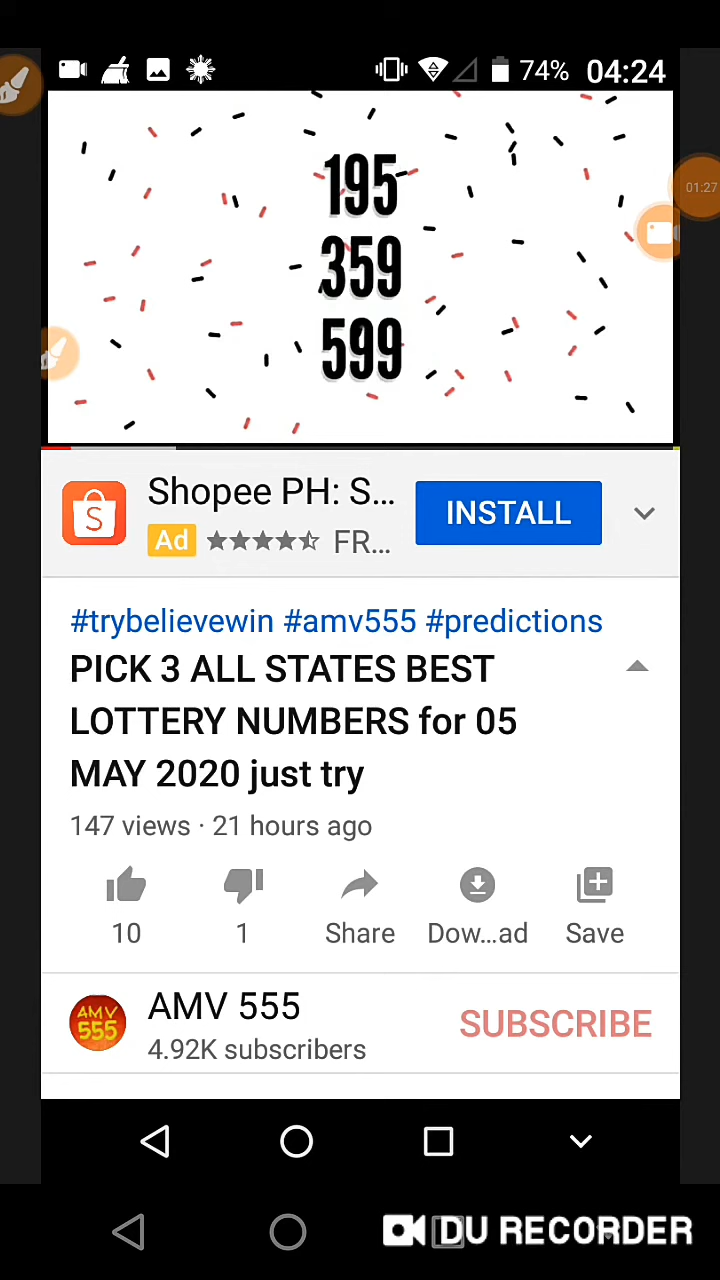 74% 04:24
01:27
195
359
599
Shopee PH: S...
INSTALL
Ad FR...
#trybelievewin #amv555 #predictions
PICK 3 ALL STATES BEST
LOTTERY NUMBERS for 05
MAY 2020 just try
147 views · 21 hours ago
10 1 Share Dow...ad Save
AMV 555
AMV
555
4.92K subscribers
SUBSCRIBE
DU RECORDER